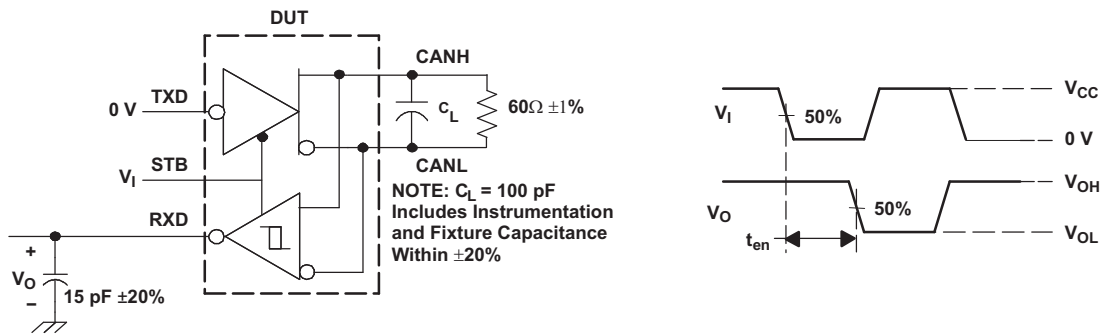 DUT
CANH
0 V
TXD
C_L
60Ω ±1%
STB
V_I
CANL
NOTE: C_L = 100 pF
Includes Instrumentation
and Fixture Capacitance
Within ±20%
RXD
+
V_O
–
15 pF ±20%
V_CC
V_I
50%
0 V
V_OH
V_O
50%
t_en
V_OL